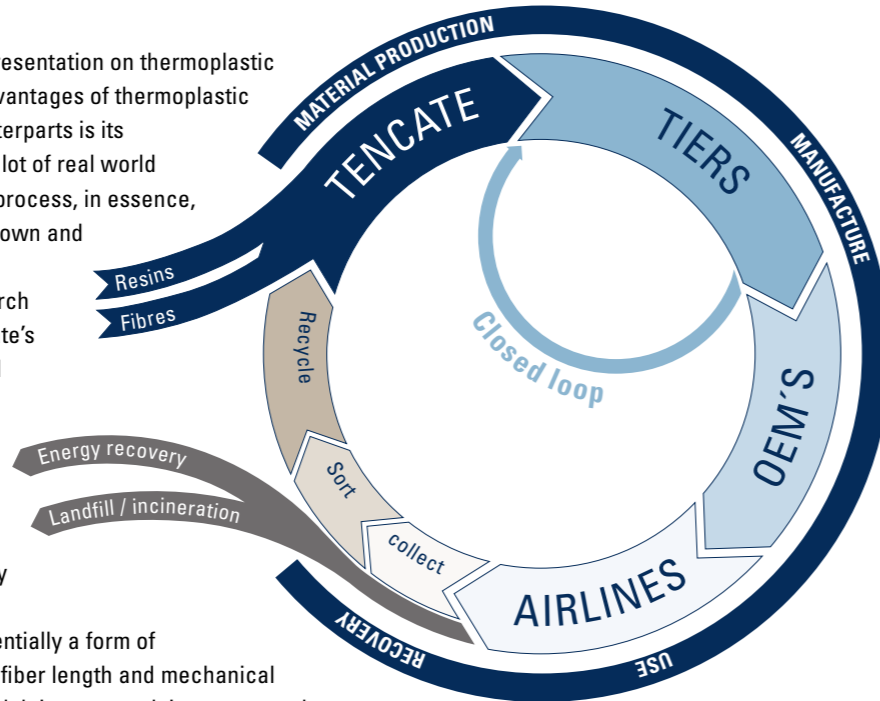 resentation on thermoplastic
vantages of thermoplastic
terparts is its
lot of real world
process, in essence,
own and
rch
te's
entially a form of
fiber length and mechanical
MATERIAL PRODUCTION
MANUFACTURE
USE
RECOVERY
TENCATE
TIERS
OEM´S
AIRLINES
collect
Sort
Recycle
Resins
Fibres
Closed loop
Energy recovery
Landfill / incineration